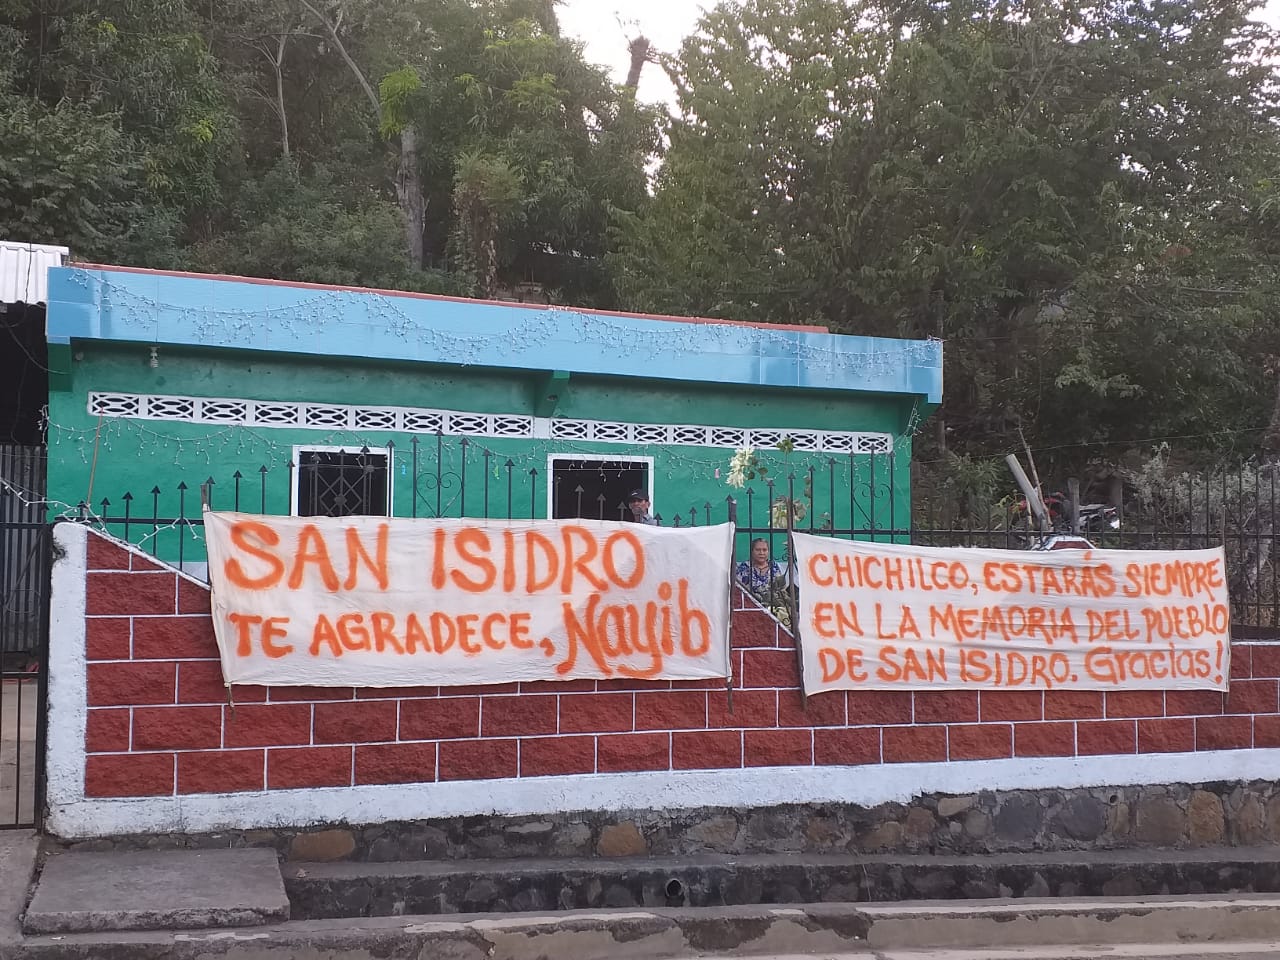 SAN ISIDRO
TE AGRADECE, Nayib
CHICHILCO, ESTARÁS SIEMPRE
EN LA MEMORIA DEL PUEBLO
DE SAN ISIDRO. Gracias!